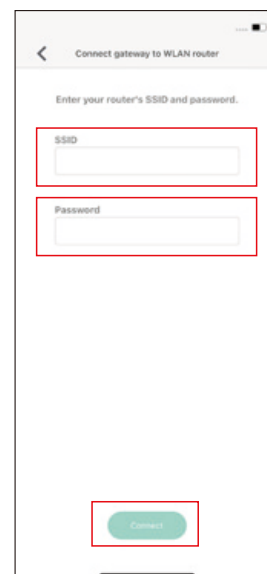 Connect gateway to WLAN router
Enter your router's SSID and password.
SSID
Password
Connect